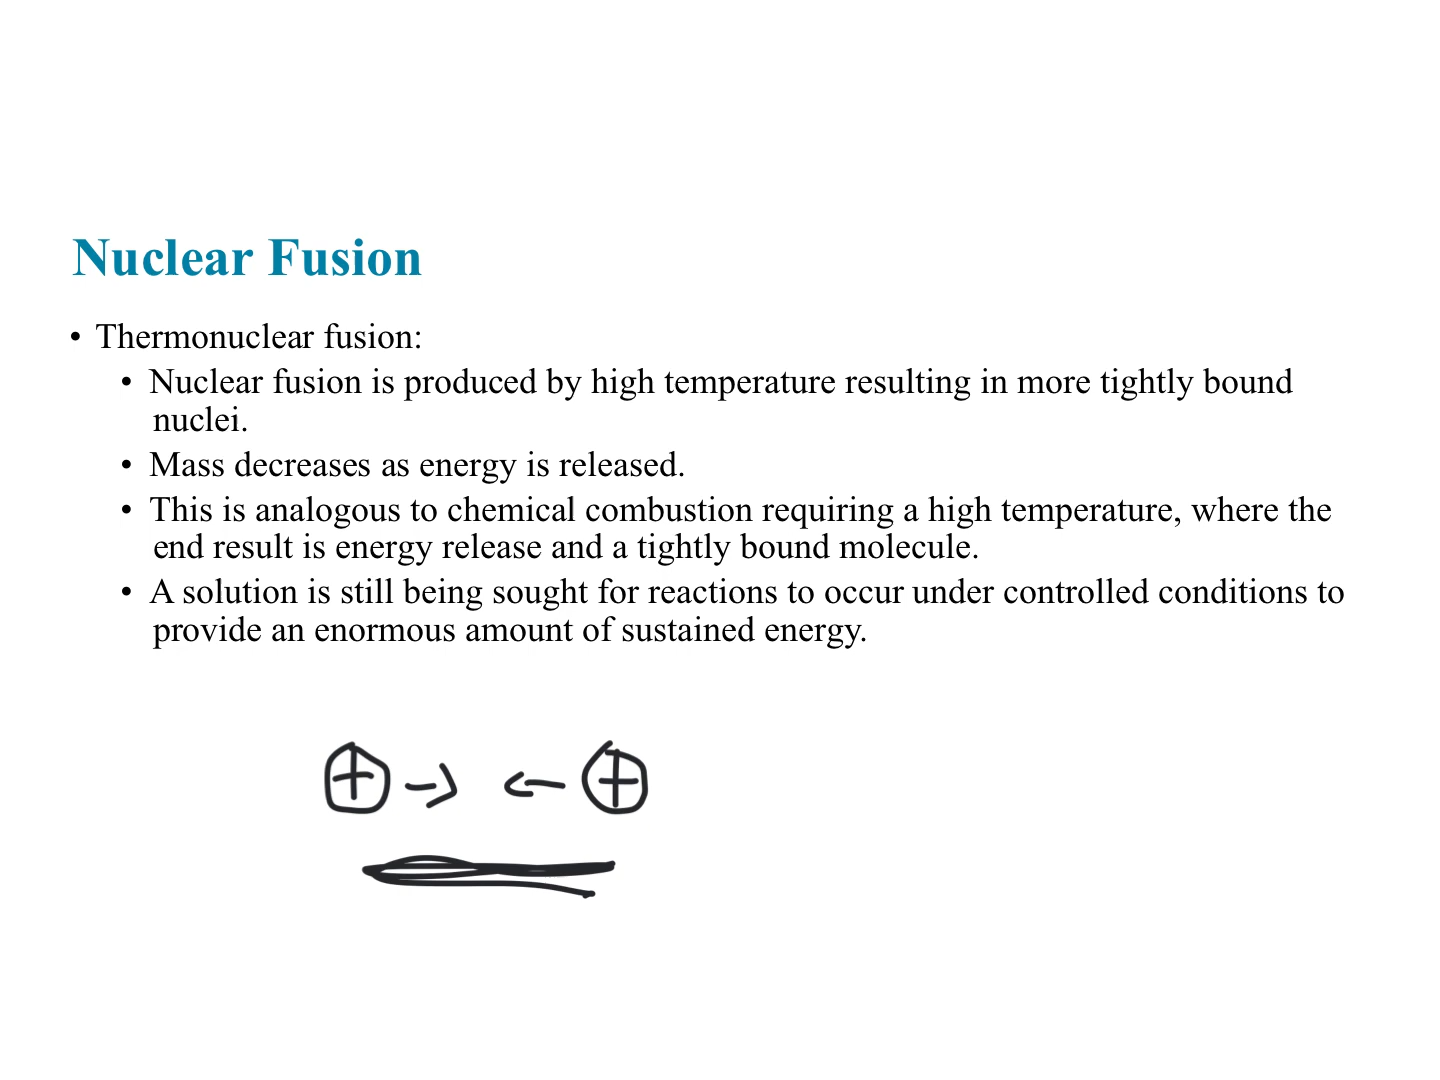 Nuclear Fusion
• Thermonuclear fusion:
• Nuclear fusion is produced by high temperature resulting in more tightly bound
nuclei.
• Mass decreases as energy is released.
• This is analogous to chemical combustion requiring a high temperature, where the
end result is energy release and a tightly bound molecule.
• A solution is still being sought for reactions to occur under controlled conditions to
provide an enormous amount of sustained energy.
+ → ← +